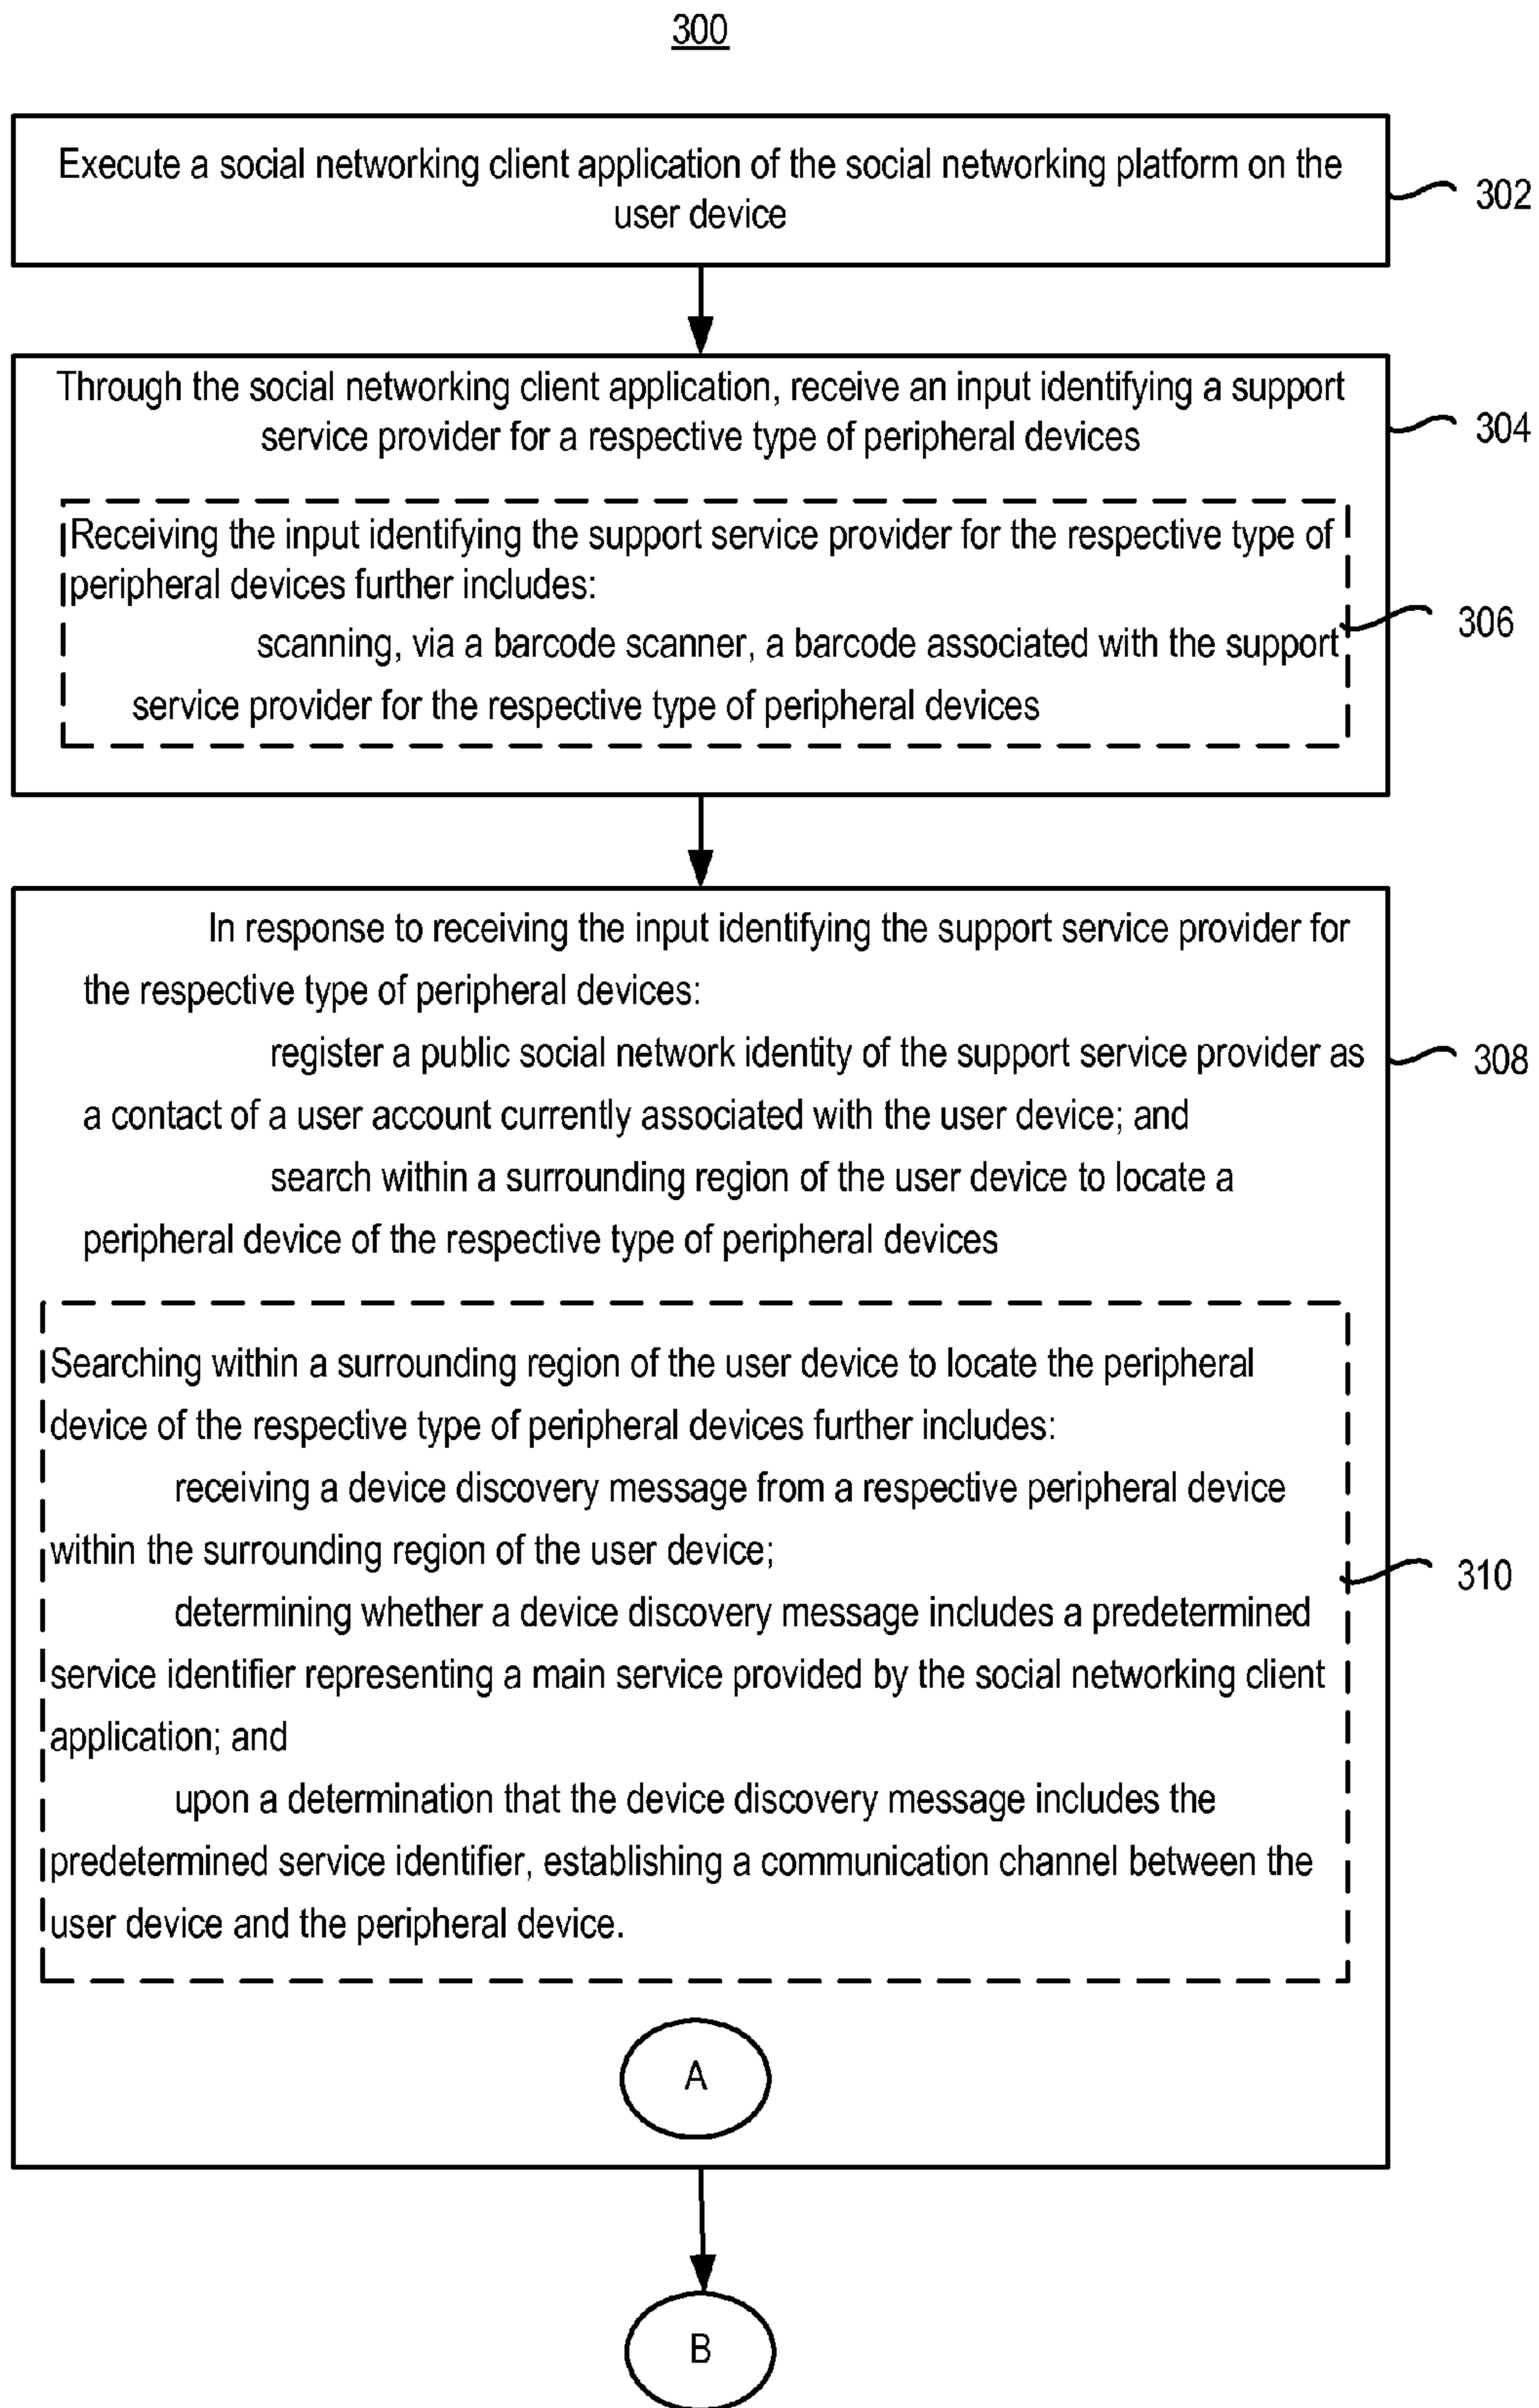 300
Execute a social networking client application of the social networking platform on the
user device
302
Through the social networking client application, receive an input identifying a support
service provider for a respective type of peripheral devices
304
Receiving the input identifying the support service provider for the respective type of
peripheral devices further includes:
scanning, via a barcode scanner, a barcode associated with the support
service provider for the respective type of peripheral devices
306
In response to receiving the input identifying the support service provider for
the respective type of peripheral devices:
register a public social network identity of the support service provider as
a contact of a user account currently associated with the user device; and
search within a surrounding region of the user device to locate a
peripheral device of the respective type of peripheral devices
308
Searching within a surrounding region of the user device to locate the peripheral
device of the respective type of peripheral devices further includes:
receiving a device discovery message from a respective peripheral device
within the surrounding region of the user device;
determining whether a device discovery message includes a predetermined
service identifier representing a main service provided by the social networking client
application; and
upon a determination that the device discovery message includes the
predetermined service identifier, establishing a communication channel between the
user device and the peripheral device.
310
A
B